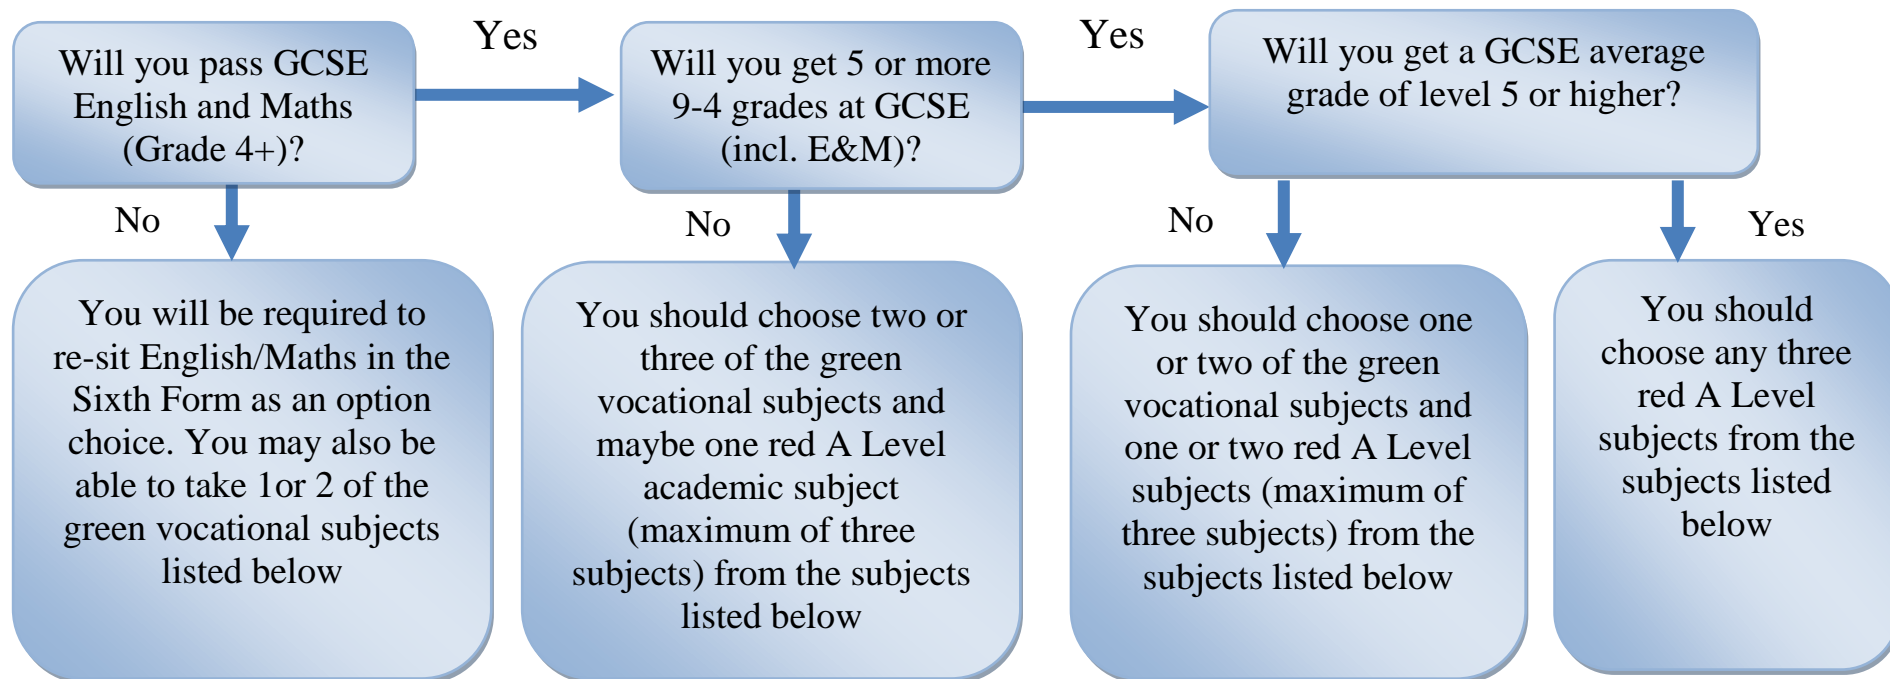 Will you pass GCSE
English and Maths
(Grade 4+)?
Yes
Will you get 5 or more
9-4 grades at GCSE
(incl. E&M)?
Yes
Will you get a GCSE average
grade of level 5 or higher?
No
No
No
Yes
You will be required to
re-sit English/Maths in the
Sixth Form as an option
choice. You may also be
able to take 1or 2 of the
green vocational subjects
listed below
You should choose two or
three of the green
vocational subjects and
maybe one red A Level
academic subject
(maximum of three
subjects) from the subjects
listed below
You should choose one
or two of the green
vocational subjects and
one or two red A Level
subjects (maximum of
three subjects) from the
subjects listed below
You should
choose any three
red A Level
subjects from the
subjects listed
below